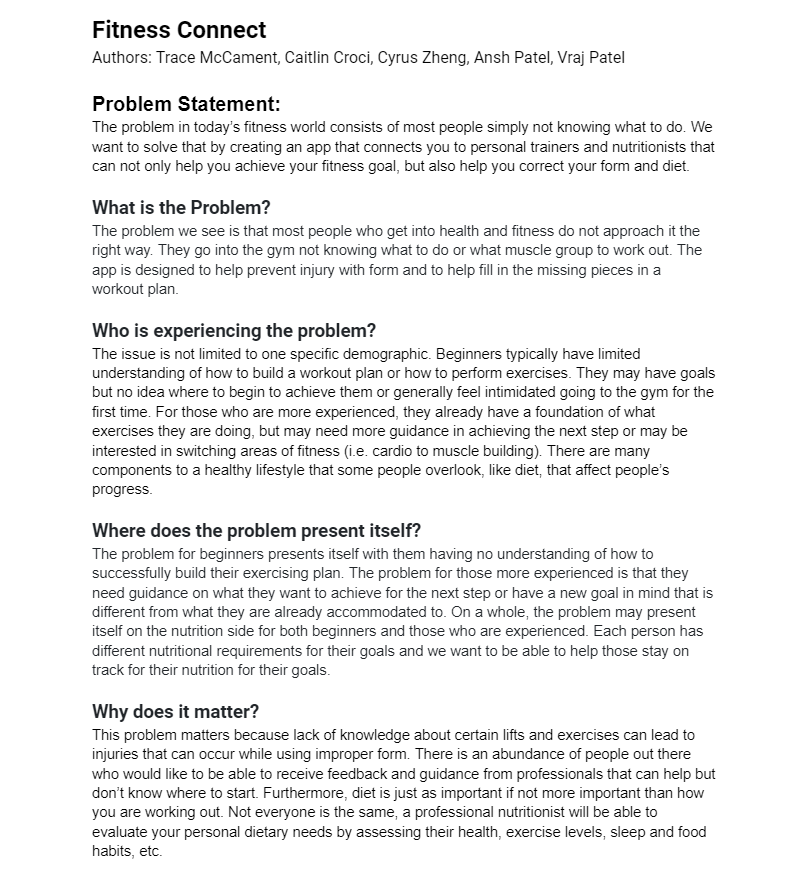 Fitness Connect
Authors: Trace McCament, Caitlin Croci, Cyrus Zheng, Ansh Patel, Vraj Patel
Problem Statement:
The problem in today's fitness world consists of most people simply not knowing what to do. We
want to solve that by creating an app that connects you to personal trainers and nutritionists that
can not only help you achieve your fitness goal, but also help you correct your form and diet.
What is the Problem?
The problem we see is that most people who get into health and fitness do not approach it the
right way. They go into the gym not knowing what to do or what muscle group to work out. The
app is designed to help prevent injury with form and to help fill in the missing pieces in a
workout plan.
Who is experiencing the problem?
The issue is not limited to one specific demographic. Beginners typically have limited
understanding of how to build a workout plan or how to perform exercises. They may have goals
but no idea where to begin to achieve them or generally feel intimidated going to the gym for the
first time. For those who are more experienced, they already have a foundation of what
exercises they are doing, but may need more guidance in achieving the next step or may be
interested in switching areas of fitness (i.e. cardio to muscle building). There are many
components to a healthy lifestyle that some people overlook, like diet, that affect people's
progress.
Where does the problem present itself?
The problem for beginners presents itself with them having no understanding of how to
successfully build their exercising plan. The problem for those more experienced is that they
need guidance on what they want to achieve for the next step or have a new goal in mind that is
different from what they are already accommodated to. On a whole, the problem may present
itself on the nutrition side for both beginners and those who are experienced. Each person has
different nutritional requirements for their goals and we want to be able to help those stay on
track for their nutrition for their goals.
Why does it matter?
This problem matters because lack of knowledge about certain lifts and exercises can lead to
injuries that can occur while using improper form. There is an abundance of people out there
who would like to be able to receive feedback and guidance from professionals that can help but
don't know where to start. Furthermore, diet is just as important if not more important than how
you are working out. Not everyone is the same, a professional nutritionist will be able to
evaluate your personal dietary needs by assessing their health, exercise levels, sleep and food
habits, etc.